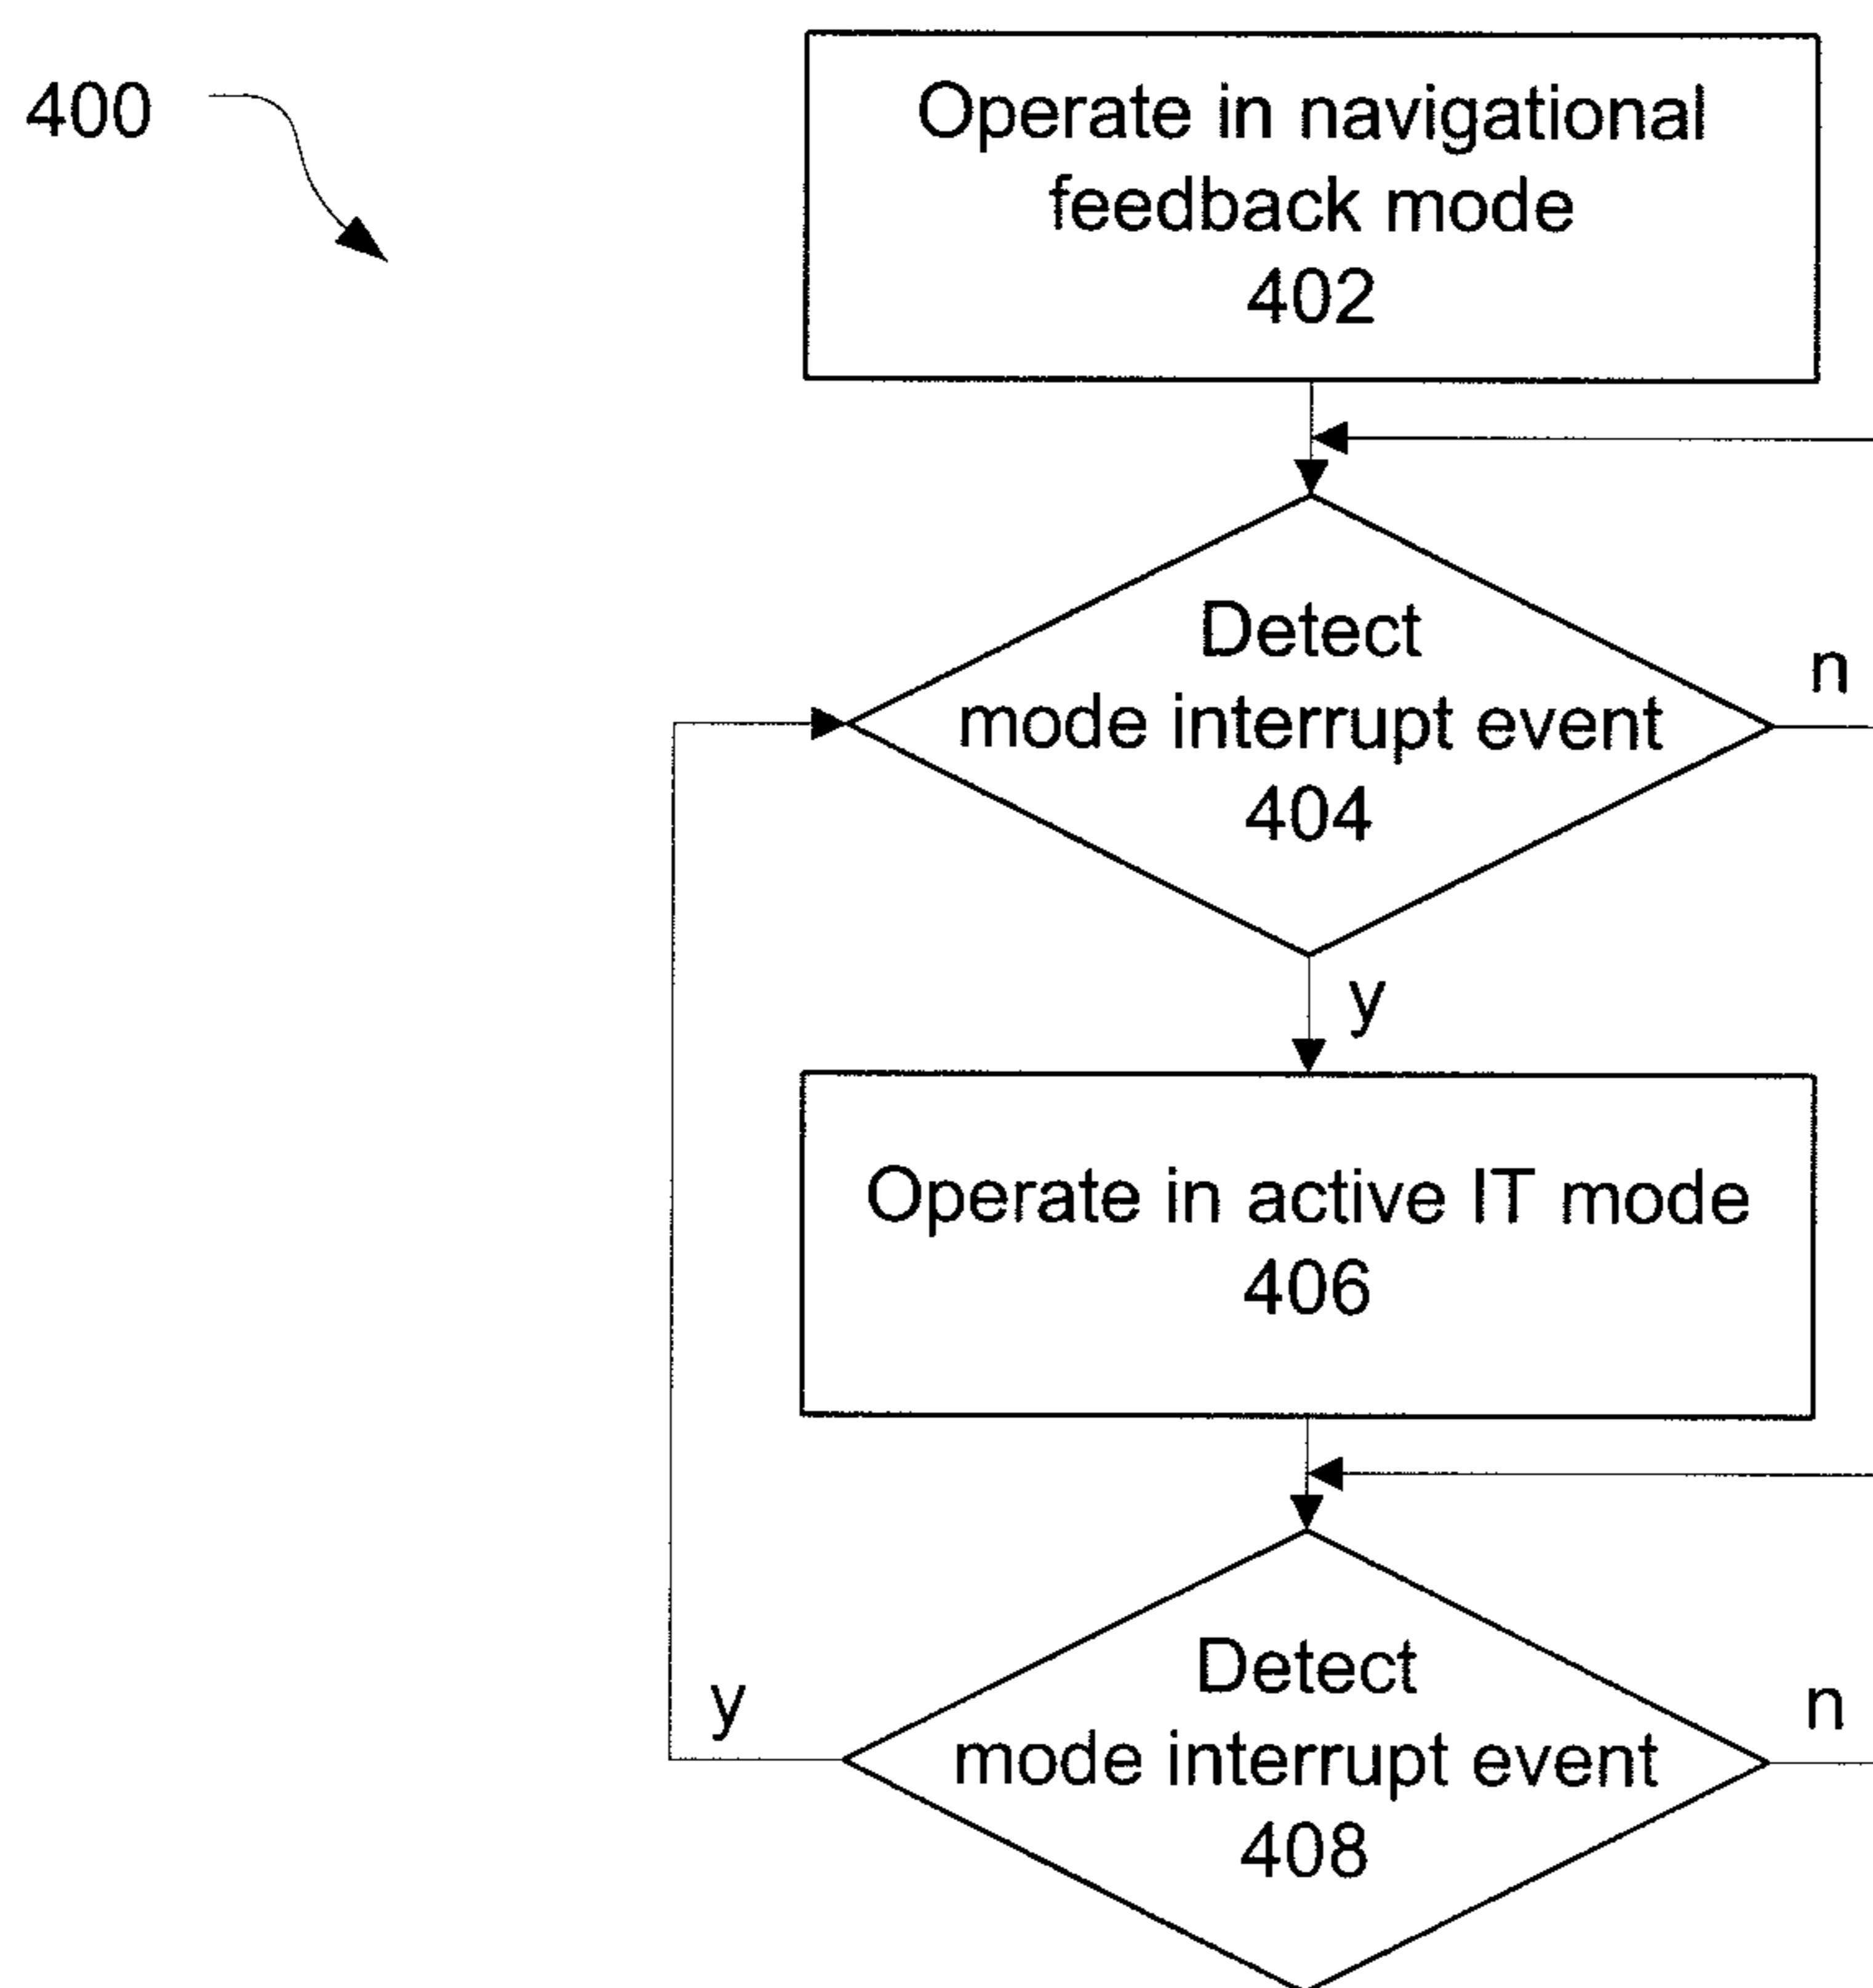 400
Operate in navigational
feedback mode
402
Detect
mode interrupt event
404
n
y
Operate in active IT mode
406
Detect
mode interrupt event
408
y
n